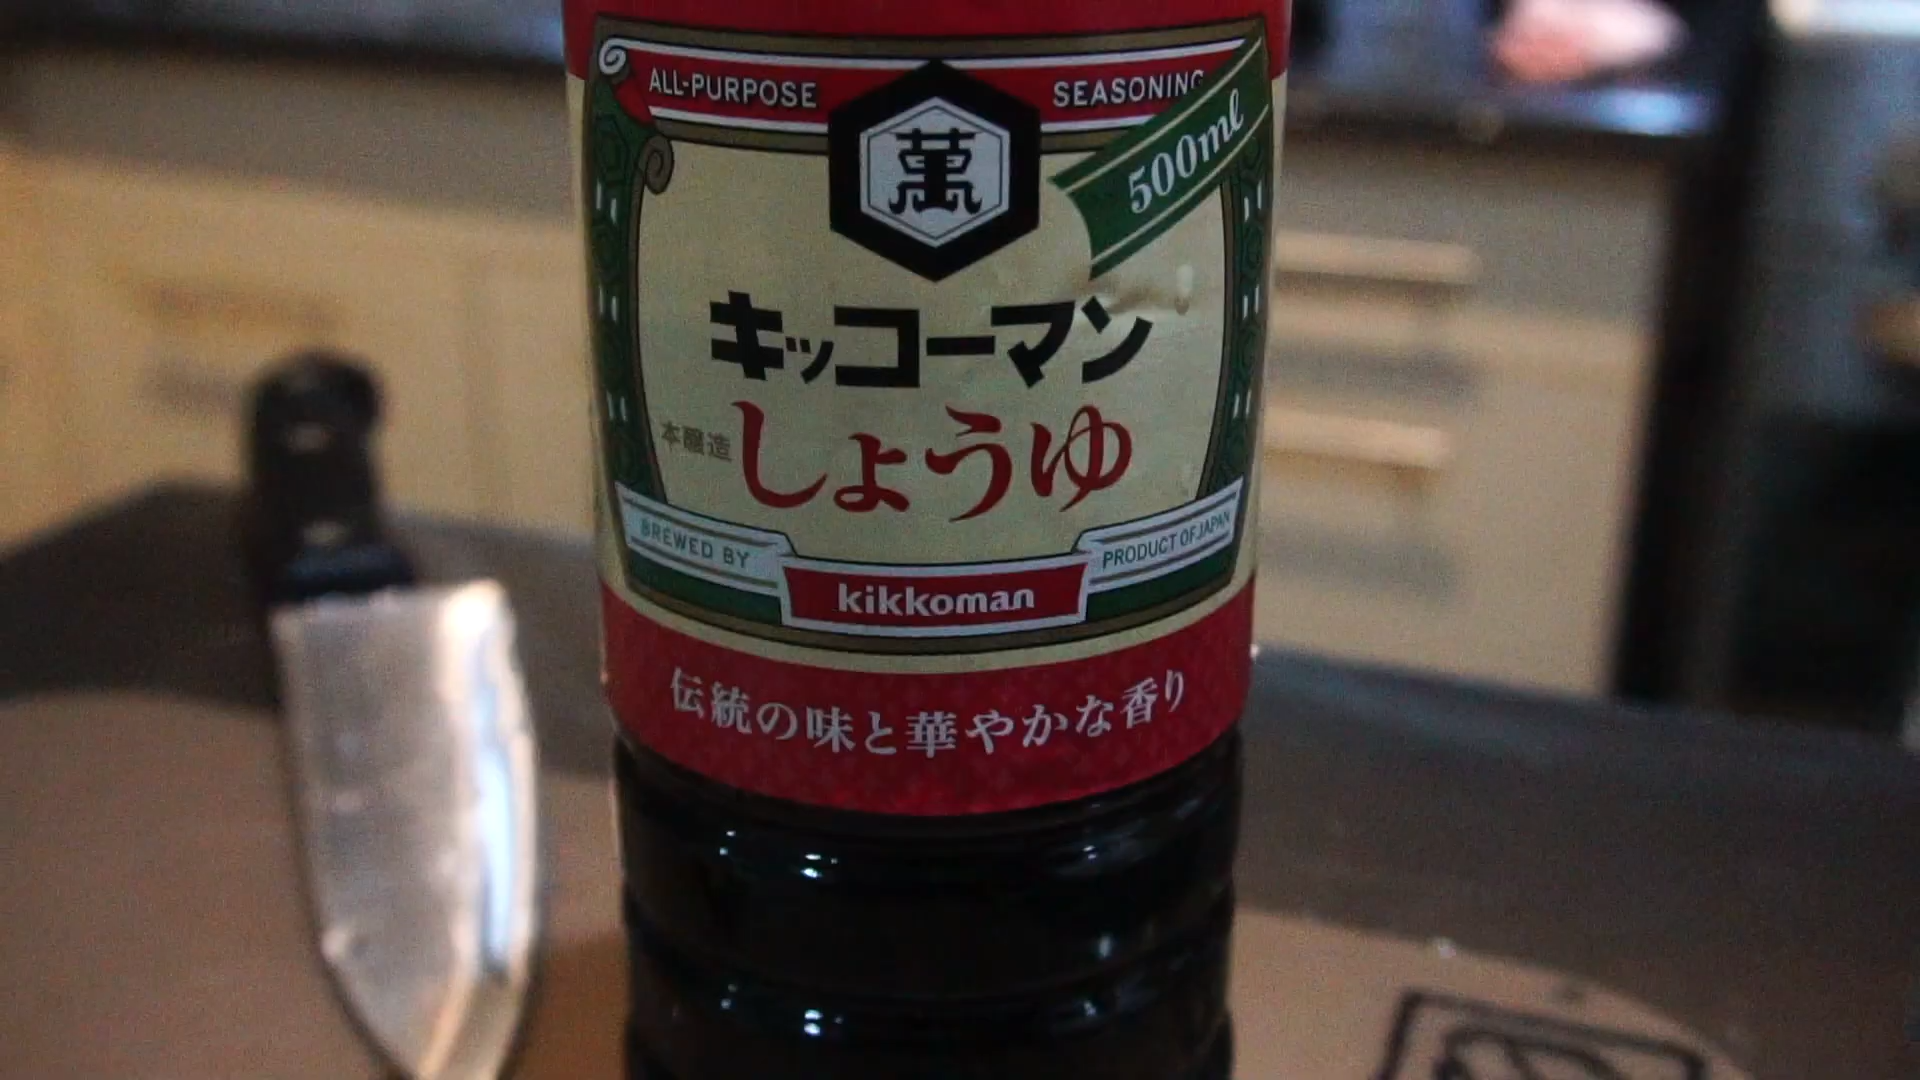 ALL-PURPOSE
SEASONING
500ml
萬
キッコーマン
本醸造
しょうゆ
BREWED BY
PRODUCT OF JAPAN
kikkoman
伝統の味と華やかな香り